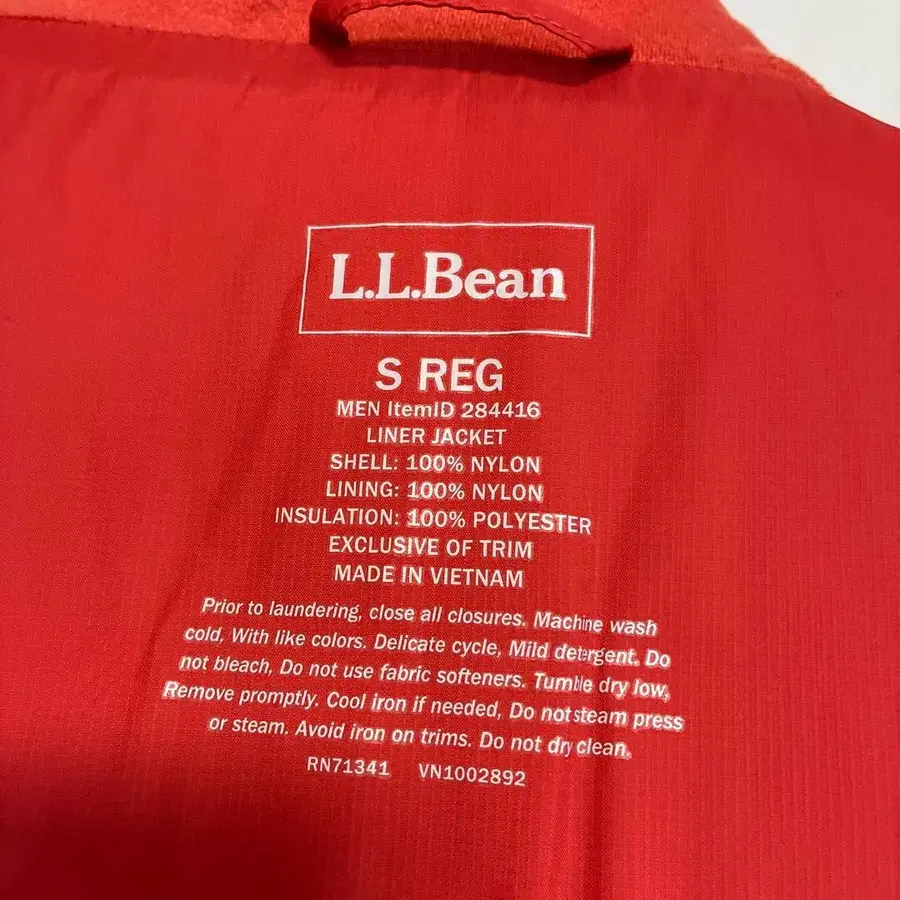 L.L.Bean
S REG
MEN ItemID 284416
LINER JACKET
SHELL: 100% NYLON
LINING: 100% NYLON
INSULATION: 100% POLYESTER
EXCLUSIVE OF TRIM
MADE IN VIETNAM
Prior to laundering, close all closures. Machine wash
cold, With like colors. Delicate cycle, Mild detergent. Do
not bleach, Do not use fabric softeners. Tumble dry low,
Remove promptly. Cool iron if needed, Do not steam press
or steam. Avoid iron on trims. Do not dry clean.
RN71341 VN1002892